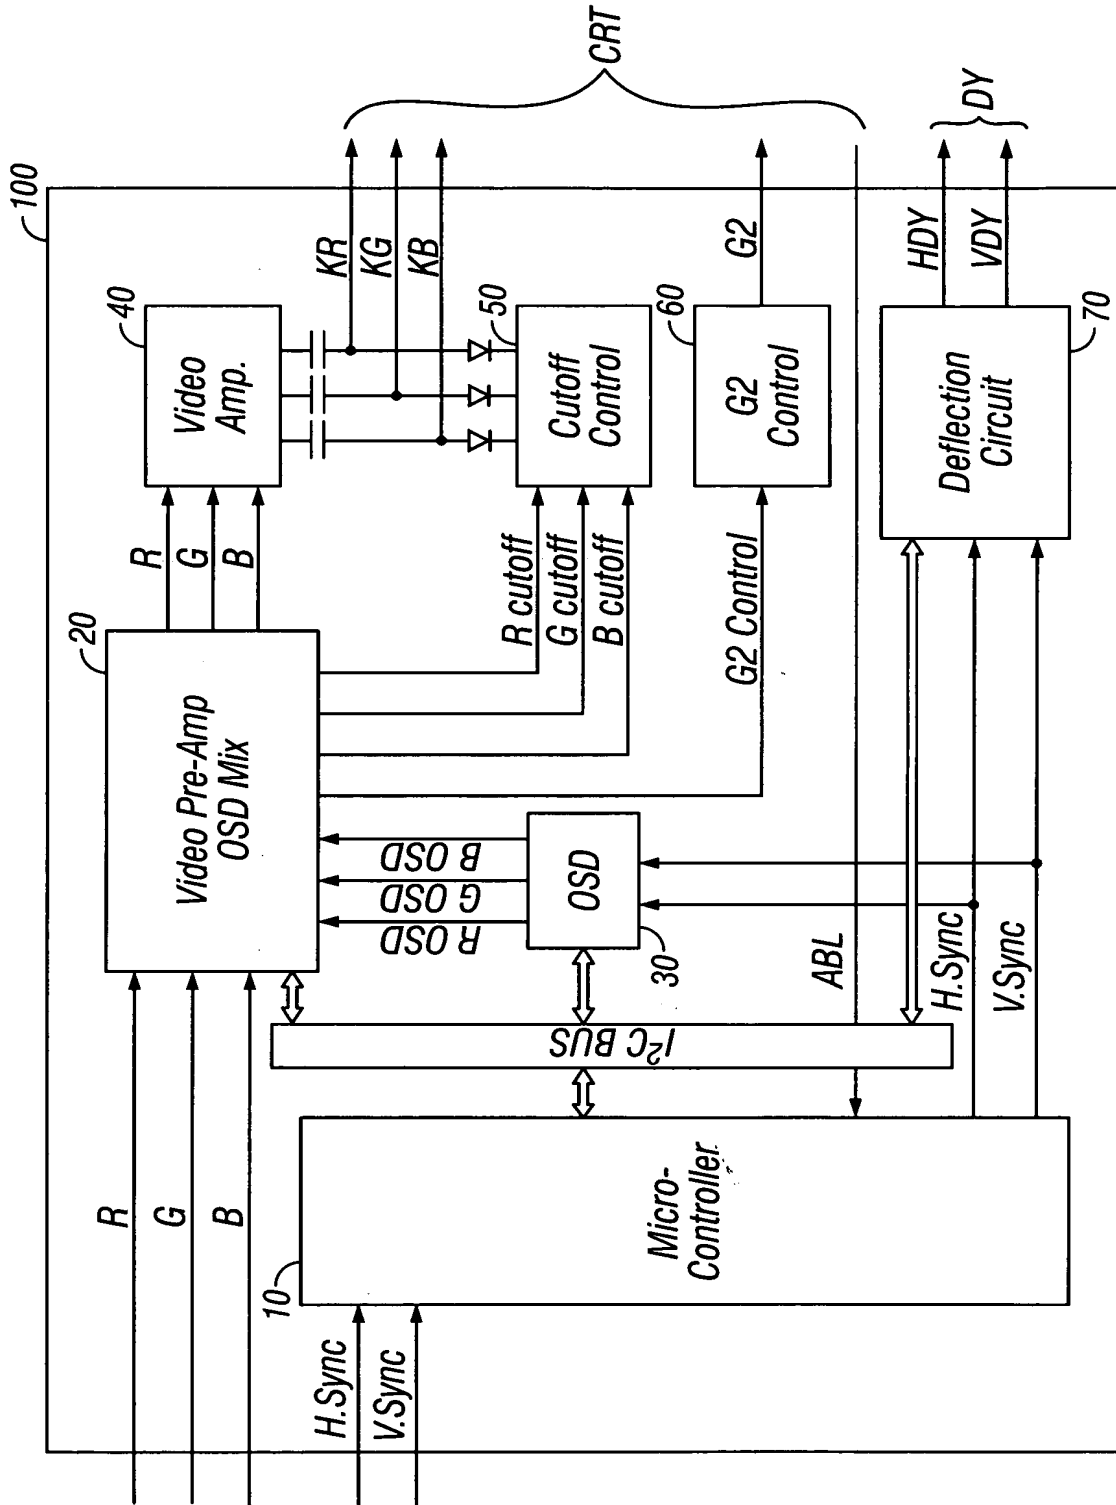 100
R
G
B
H.Sync
V.Sync
10
Micro-
Controller
I²C BUS
20
Video Pre-Amp
OSD Mix
R OSD
G OSD
B OSD
30
OSD
R
G
B
40
Video
Amp.
R cutoff
G cutoff
B cutoff
50
Cutoff
Control
KR
KG
KB
G2 Control
60
G2
Control
G2
ABL
CRT
H.Sync
V.Sync
70
Deflection
Circuit
HDY
VDY
DY